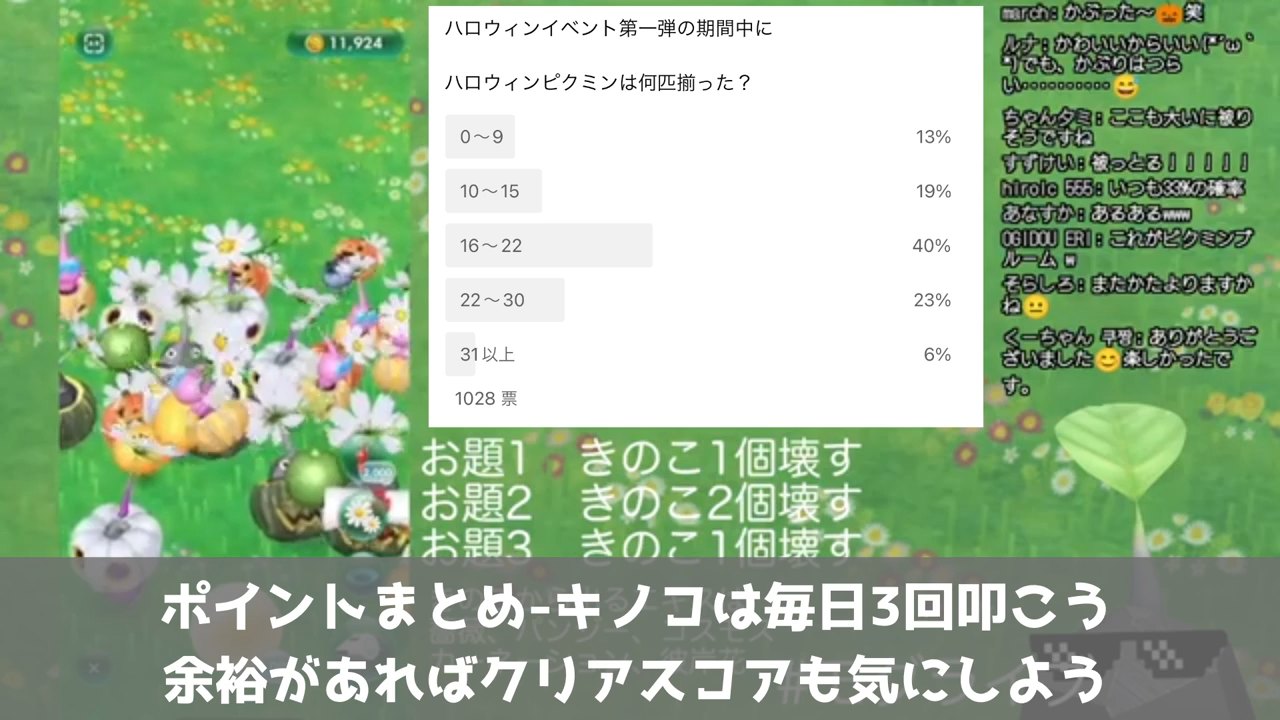 11,924
ハロウィンイベント第一弾の期間中に
ハロウィンピクミンは何匹揃った？
0～9 13%
10～15 19%
16～22 40%
22～30 23%
31以上 6%
1028 票
march: かぶった～🎃笑
ルナ: かわいいからいい(*´ω｀
*)でも、かぶりはつら
い‥‥‥‥‥😅
ちゃんタミ: ここも大いに被り
そうですね
すずけい: 被っとる！！！！！
hiroic 555: いつも33%の確率
あなすか: あるあるwww
OGIDOU ERI: これがピクミンブ
ルーム w
そらしろ: またかたよりますか
ね😐
くーちゃん 쿠짱: ありがとうご
ざいました😊楽しかったで
す。
2,000
お題1 きのこ1個壊す
お題2 きのこ2個壊す
お題3 きのこ1個壊す
ポイントまとめ-キノコは毎日3回叩こう
余裕があればクリアスコアも気にしよう